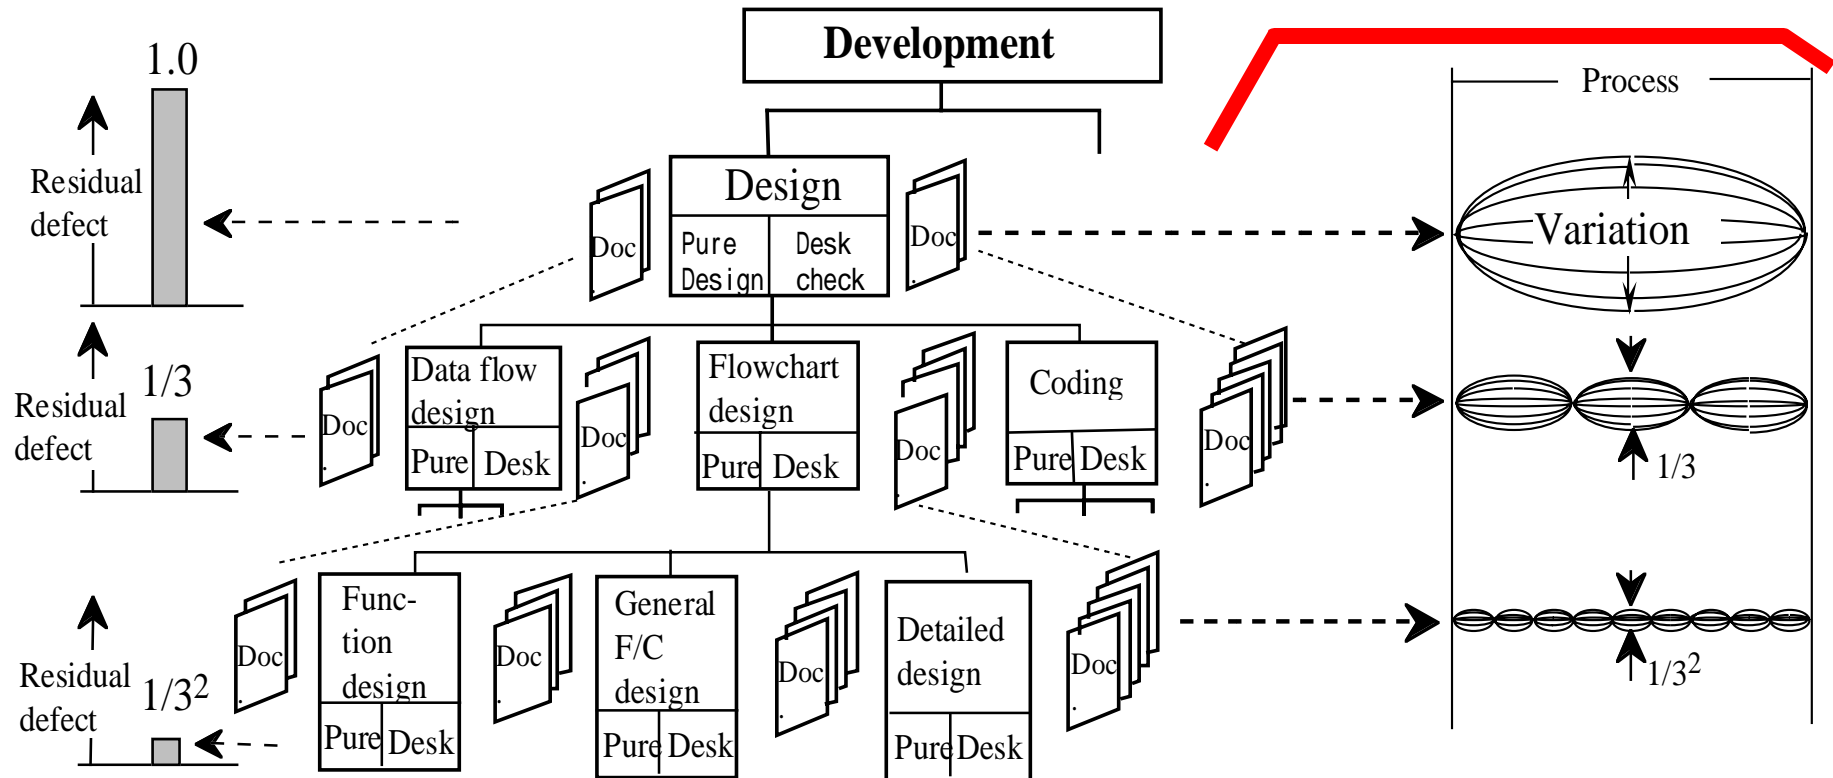 Development
1.0
Process
Residual
defect
Doc
Design
Pure
Design
Desk
check
Doc
Variation
1/3
Residual
defect
Doc
Data flow
design
Pure
Desk
Doc
Flowchart
design
Pure
Desk
Doc
Coding
Pure
Desk
Doc
1/3
Residual
defect
1/3²
Doc
Func-
tion
design
Pure
Desk
Doc
General
F/C
design
Pure
Desk
Doc
Detailed
design
Pure
Desk
Doc
1/3²